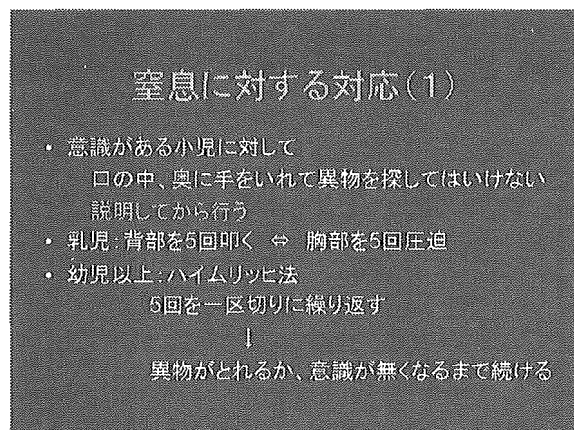 窒息に対する対応(1)
• 意識がある小児に対して
口の中、奥に手をいれて異物を探してはいけない
説明してから行う
• 乳児:背部を5回叩く ⇔ 胸部を5回圧迫
• 幼児以上:ハイムリッヒ法
5回を一区切りに繰り返す
↓
異物がとれるか、意識が無くなるまで続ける